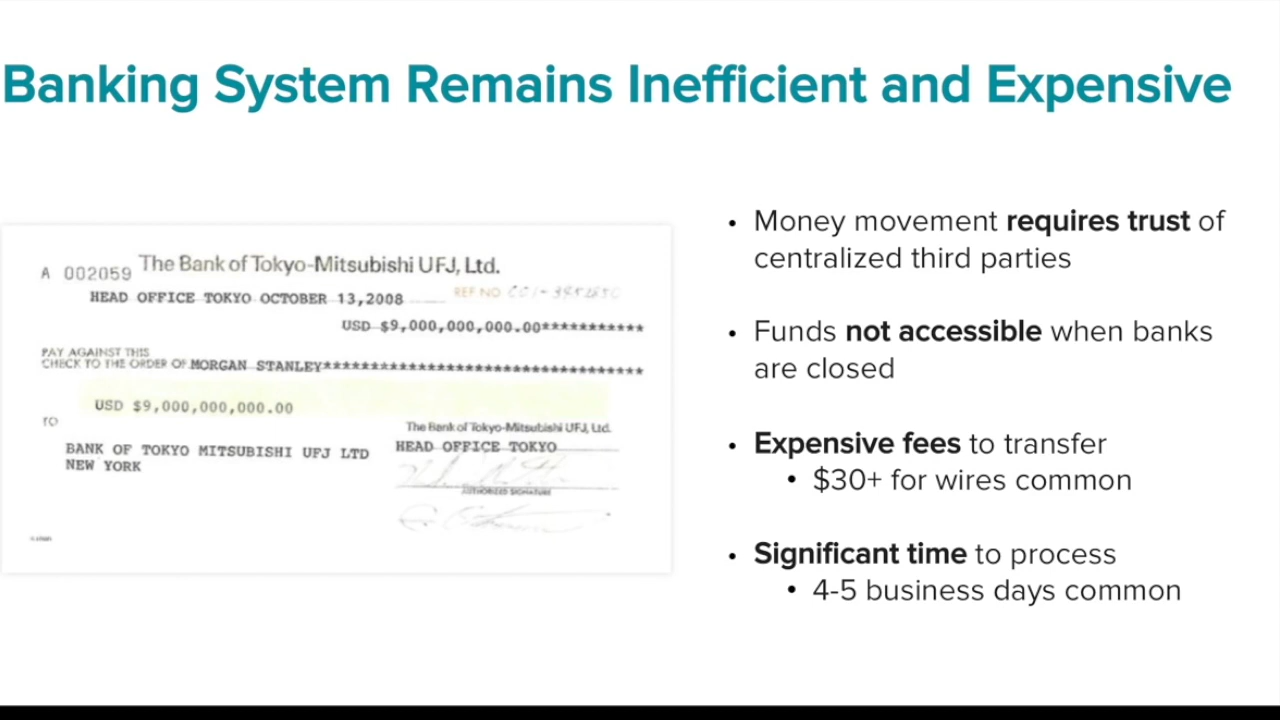 Banking System Remains Inefficient and Expensive
A 002059 The Bank of Tokyo-Mitsubishi UFJ, Ltd.
HEAD OFFICE TOKYO OCTOBER 13,2008 REF NO
USD $9,000,000,000.00***********
PAY AGAINST THIS
CHECK TO THE ORDER OF MORGAN STANLEY***********************************************
USD $9,000,000,000.00
TO
The Bank of Tokyo-Mitsubishi UFJ, Ltd.
BANK OF TOKYO MITSUBISHI UFJ LTD
NEW YORK
HEAD OFFICE TOKYO
AUTHORIZED SIGNATURE
• Money movement requires trust of
centralized third parties
• Funds not accessible when banks
are closed
• Expensive fees to transfer
• $30+ for wires common
• Significant time to process
• 4-5 business days common